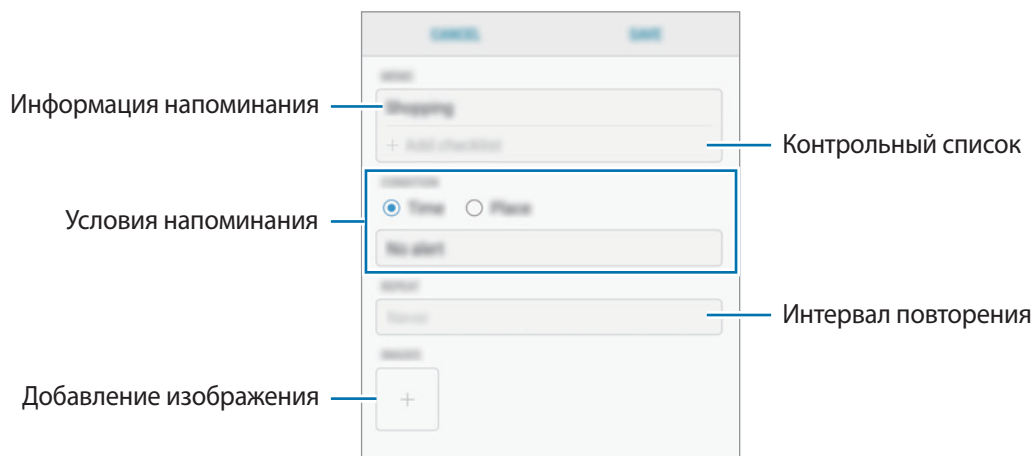 CANCEL
SAVE
MEMO
Информация напоминания
Shopping
+ Add checklist
Контрольный список
CONDITION
Условия напоминания
Time
Place
No alert
REPEAT
Never
Интервал повторения
IMAGES
Добавление изображения
+